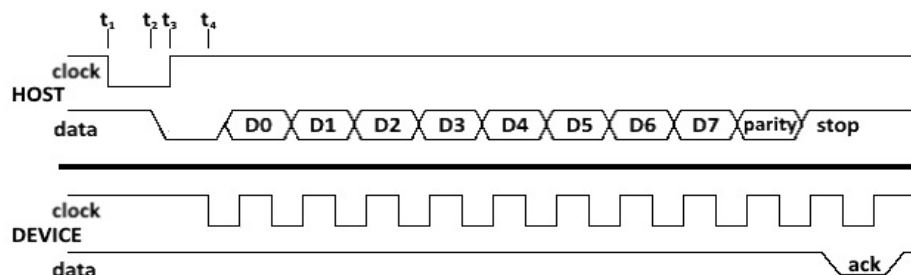 t₁ t₂ t₃ t₄
clock
HOST
data D0 D1 D2 D3 D4 D5 D6 D7 parity stop
clock
DEVICE
data ack